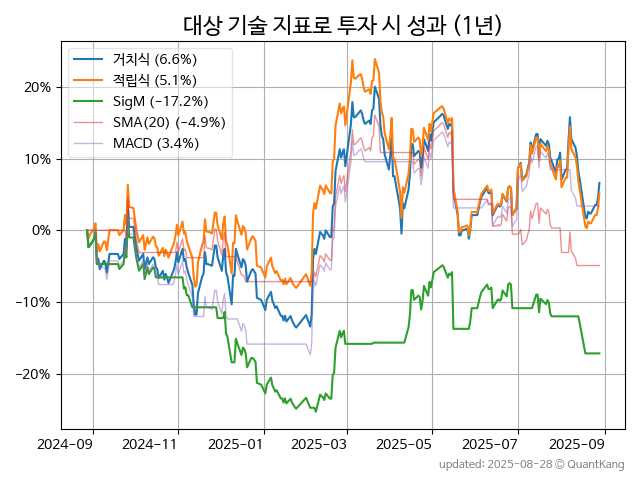 대상 기술 지표로 투자 시 성과 (1년)
거치식 (6.6%)
적립식 (5.1%)
SigM (−17.2%)
SMA(20) (−4.9%)
MACD (3.4%)
20%
10%
0%
−10%
−20%
2024-09 2024-11 2025-01 2025-03 2025-05 2025-07 2025-09
updated: 2025-08-28 ⓒ QuantKang